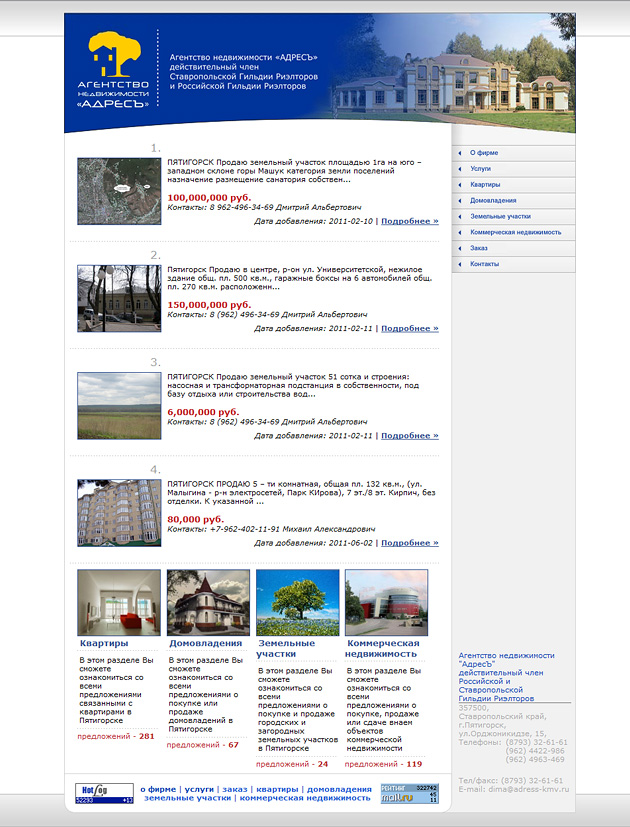 АГЕНТСТВО
НЕДВИЖИМОСТИ
«АДРЕСЪ»
Агентство недвижимости «АДРЕСЪ»
действительный член
Ставропольской Гильдии Риэлторов
и Российской Гильдии Риэлторов
О фирме
Услуги
Квартиры
Домовладения
Земельные участки
Коммерческая недвижимость
Заказ
Контакты
1.
ПЯТИГОРСК Продаю земельный участок площадью 1га на юго –
западном склоне горы Машук категория земли поселений
назначение размещение санатория собствен...
100,000,000 руб.
Контакты: 8 962-496-34-69 Дмитрий Альбертович
Дата добавления: 2011-02-10 | Подробнее »
2.
Пятигорск Продаю в центре, р-он ул. Университетской, нежилое
здание общ. пл. 500 кв.н., гаражные боксы на 6 автомобилей общ.
пл. 270 кв.н. расположенн...
150,000,000 руб.
Контакты: 8 (962) 496-34-69 Дмитрий Альбертович
Дата добавления: 2011-02-11 | Подробнее »
3.
ПЯТИГОРСК Продаю земельный участок 51 сотка и строения:
насосная и трансформаторная подстанция в собственности, под
базу отдыха или строительства вод...
6,000,000 руб.
Контакты: 8 (962) 496-34-69 Дмитрий Альбертович
Дата добавления: 2011-02-11 | Подробнее »
4.
ПЯТИГОРСК ПРОДАЮ 5 – ти комнатная, общая пл. 132 кв.м., (ул.
Малыгина - р-н электросетей, Парк КИрова), 7 эт./8 эт. Кирпич, без
отделки. К указанной ...
80,000 руб.
Контакты: +7-962-402-11-91 Михаил Александрович
Дата добавления: 2011-06-02 | Подробнее »
Квартиры
В этом разделе Вы
сможете
ознакомиться со
всеми
предложениями
связанными с
квартирами в
Пятигорске
предложений - 281
Домовладения
В этом разделе Вы
сможете
ознакомиться со
всеми
предложениями о
покупке или
продаже
домовладений в
Пятигорске
предложений - 67
Земельные
участки
В этом разделе Вы
сможете
ознакомиться со
всеми
предложениями о
покупке и продаже
городских и
загородных
земельных участков
в Пятигорске
предложений - 24
Коммерческая
недвижимость
В этом разделе Вы
сможете
ознакомиться со
всеми
предложениями о
покупке, продаже
или сдаче внаем
объектов
коммерческой
недвижимости
предложений - 119
Агентство недвижимости
"АдресЪ"
действительный член
Российской и
Ставропольской
Гильдии Риэлторов
357500,
Ставропольский край,
г.Пятигорск,
ул.Орджоникидзе, 15,
Телефоны: (8793) 32-61-61
(962) 4422-986
(962) 4963-469
Тел/факс: (8793) 32-61-61
E-mail: dima@adress-kmv.ru
HotLog
52293 +13
о фирме | услуги | заказ | квартиры | домовладения
земельные участки | коммерческая недвижимость
РЕЙТИНГ 322742
mail.ru 45
11